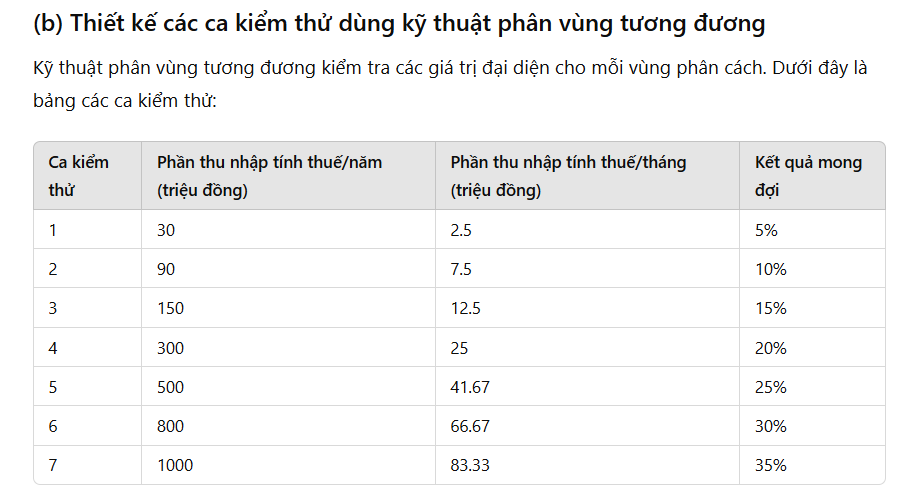 (b) Thiết kế các ca kiểm thử dùng kỹ thuật phân vùng tương đương
Kỹ thuật phân vùng tương đương kiểm tra các giá trị đại diện cho mỗi vùng phân cách. Dưới đây là
bảng các ca kiểm thử:
Ca kiểm thử | Phần thu nhập tính thuế/năm (triệu đồng) | Phần thu nhập tính thuế/tháng (triệu đồng) | Kết quả mong đợi
1 | 30 | 2.5 | 5%
2 | 90 | 7.5 | 10%
3 | 150 | 12.5 | 15%
4 | 300 | 25 | 20%
5 | 500 | 41.67 | 25%
6 | 800 | 66.67 | 30%
7 | 1000 | 83.33 | 35%